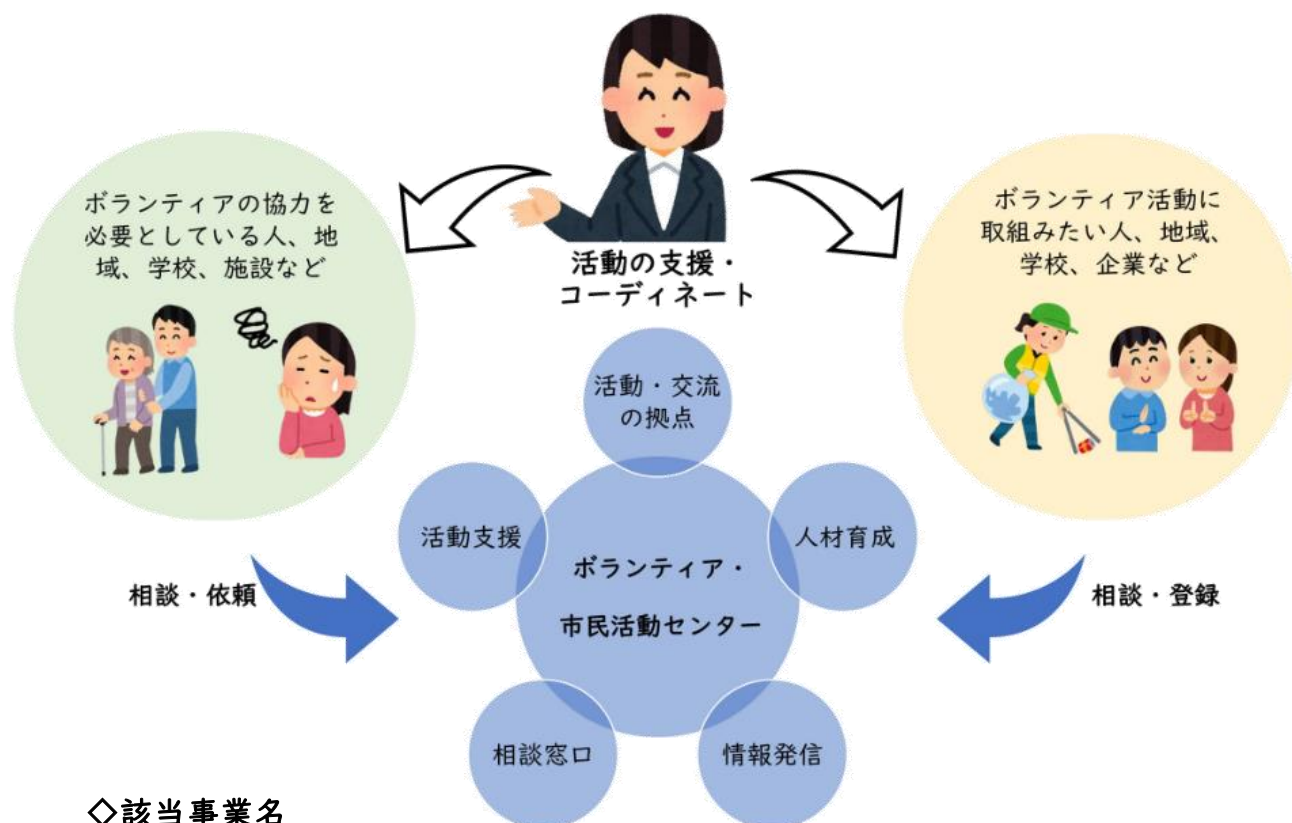 ボランティアの協力を
必要としている人、地
域、学校、施設など
活動の支援・
コーディネート
ボランティア活動に
取組みたい人、地域、
学校、企業など
活動・交流
の拠点
活動支援
人材育成
ボランティア・
市民活動センター
相談・依頼
相談・登録
相談窓口
情報発信
◇該当事業名